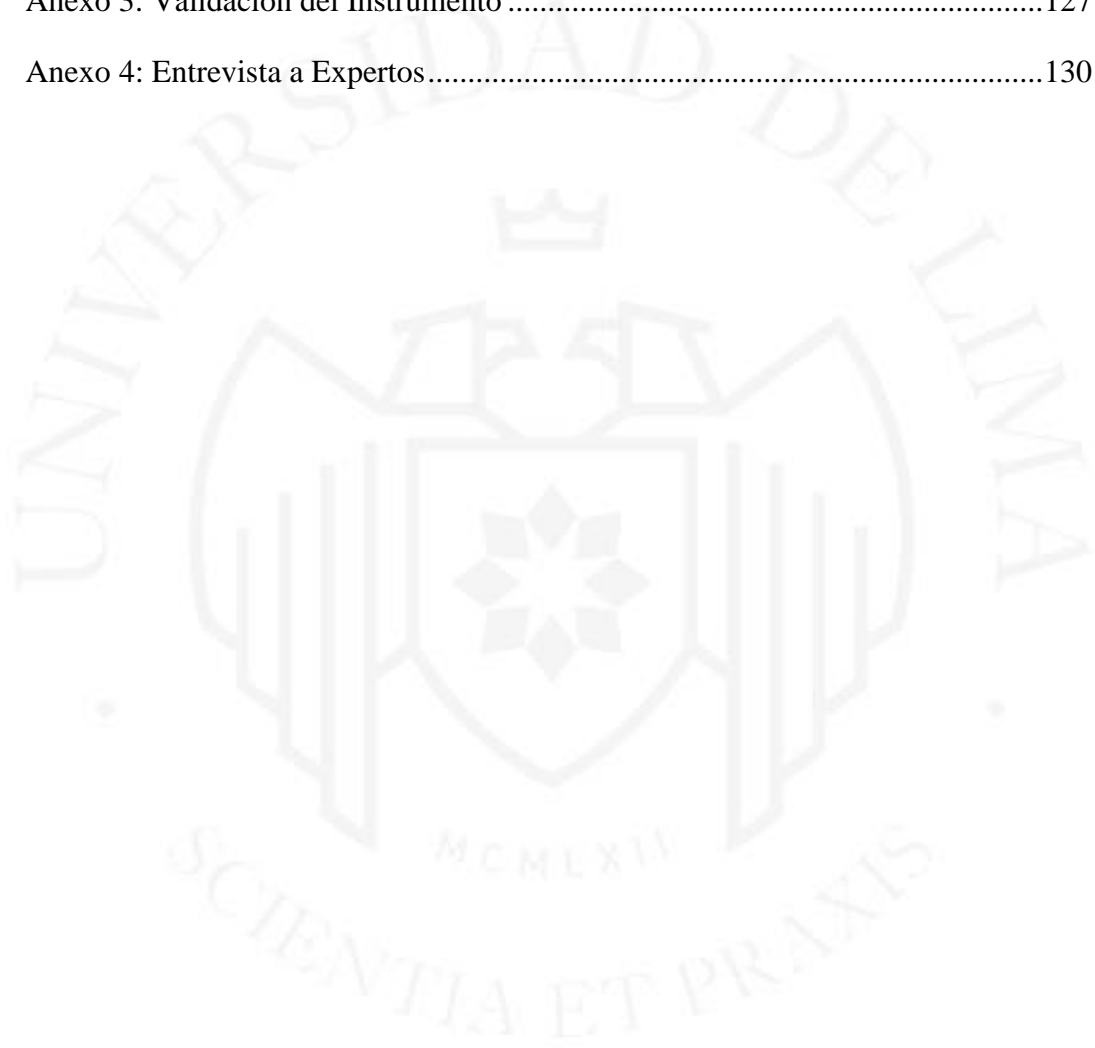 Anexo 3: Validación del Instrumento ....................................................................127
Anexo 4: Entrevista a Expertos.............................................................................130
UNIVERSIDAD DE LIMA
MCMLXII
SCIENTIA ET PRAXIS